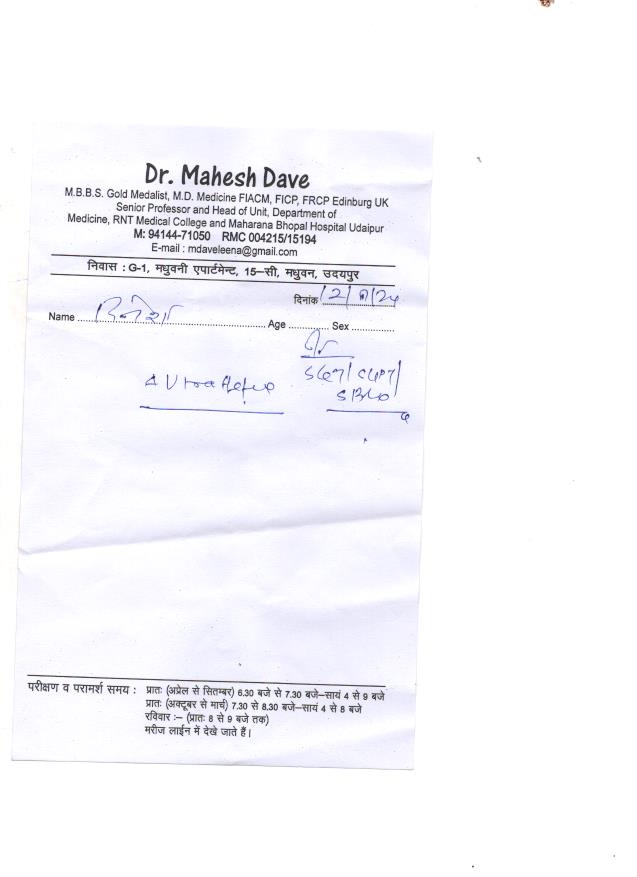 Dr. Mahesh Dave
M.B.B.S. Gold Medalist, M.D. Medicine FIACM, FICP, FRCP Edinburg UK
Senior Professor and Head of Unit, Department of
Medicine, RNT Medical College and Maharana Bhopal Hospital Udaipur
M: 94144-71050 RMC 004215/15194
E-mail : mdaveleena@gmail.com
निवास : G-1, मधुवनी एपार्टमेन्ट, 15–सी, मधुवन, उदयपुर
दिनांक
Name ........ Age ........ Sex ........
परीक्षण व परामर्श समय : प्रातः (अप्रेल से सितम्बर) 6.30 बजे से 7.30 बजे–सायं 4 से 9 बजे
प्रातः (अक्टूबर से मार्च) 7.30 से 8.30 बजे–सायं 4 से 8 बजे
रविवार :– (प्रातः 8 से 9 बजे तक)
मरीज लाईन में देखे जाते हैं।